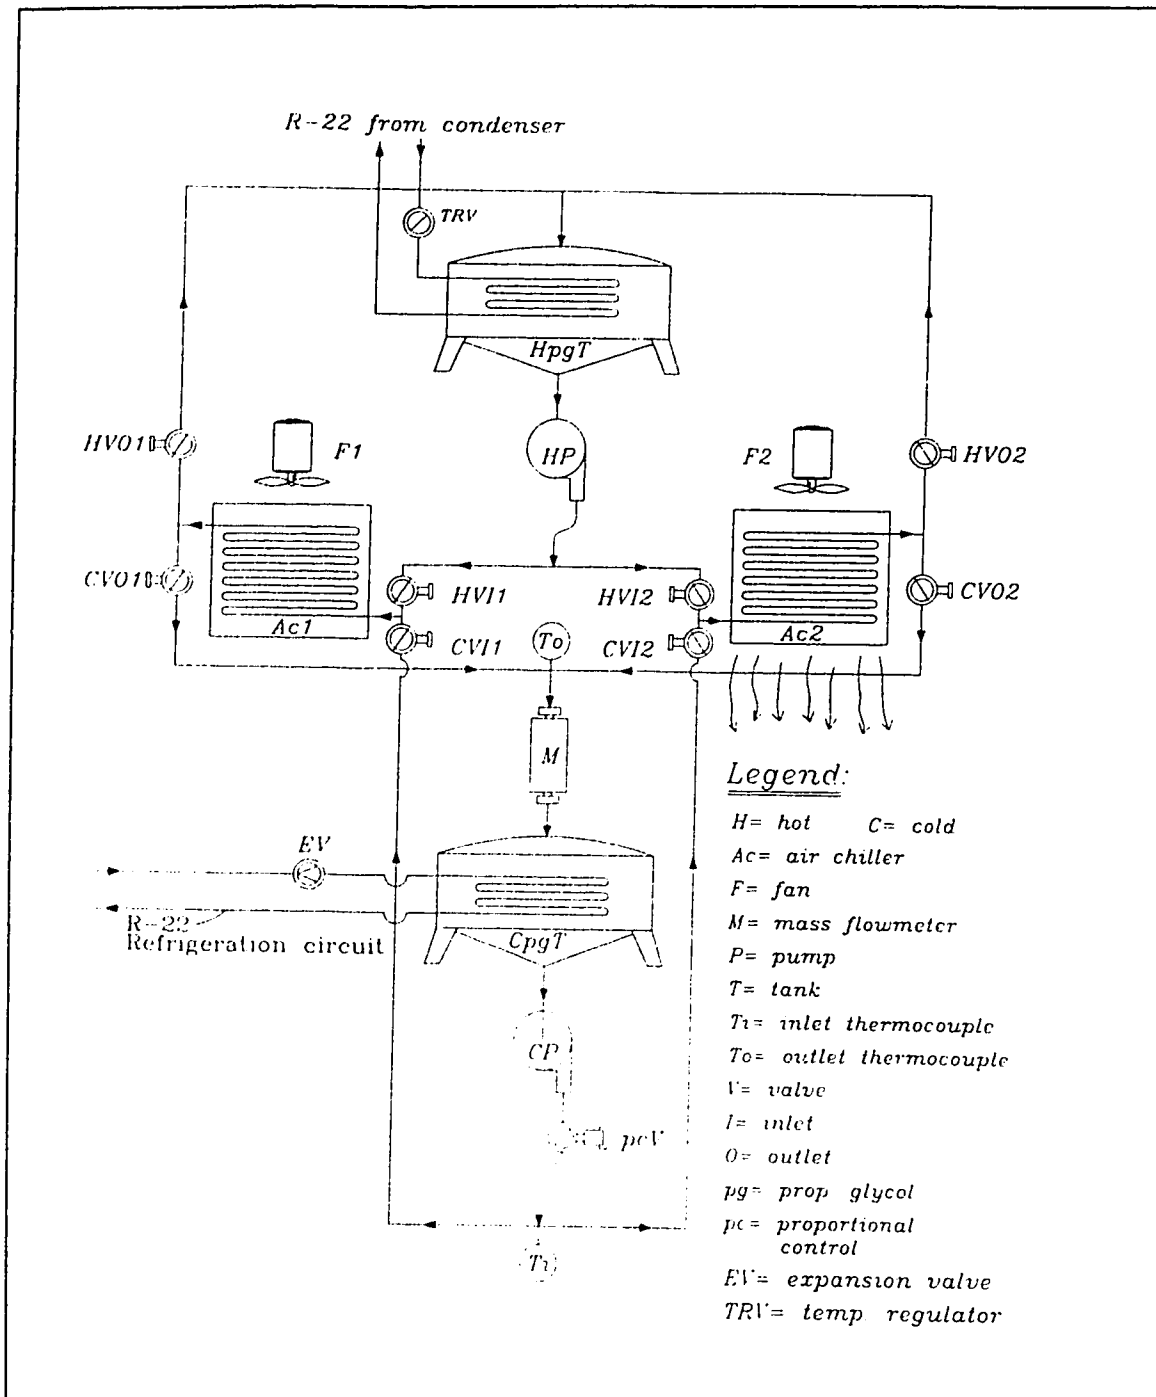 R-22 from condenser
TRV
HpgT
HVO1
F1
HP
F2
HVO2
CVO1
HVI1
HVI2
CVO2
Ac1
CVI1
To
CVI2
Ac2
M
Legend:
H= hot C= cold
Ac= air chiller
F= fan
M= mass flowmeter
P= pump
T= tank
Ti= inlet thermocouple
To= outlet thermocouple
V= valve
I= inlet
O= outlet
pg= prop glycol
pc= proportional
control
EV= expansion valve
TRV= temp regulator
EV
R-22
Refrigeration circuit
CpgT
CP
pcV
Ti